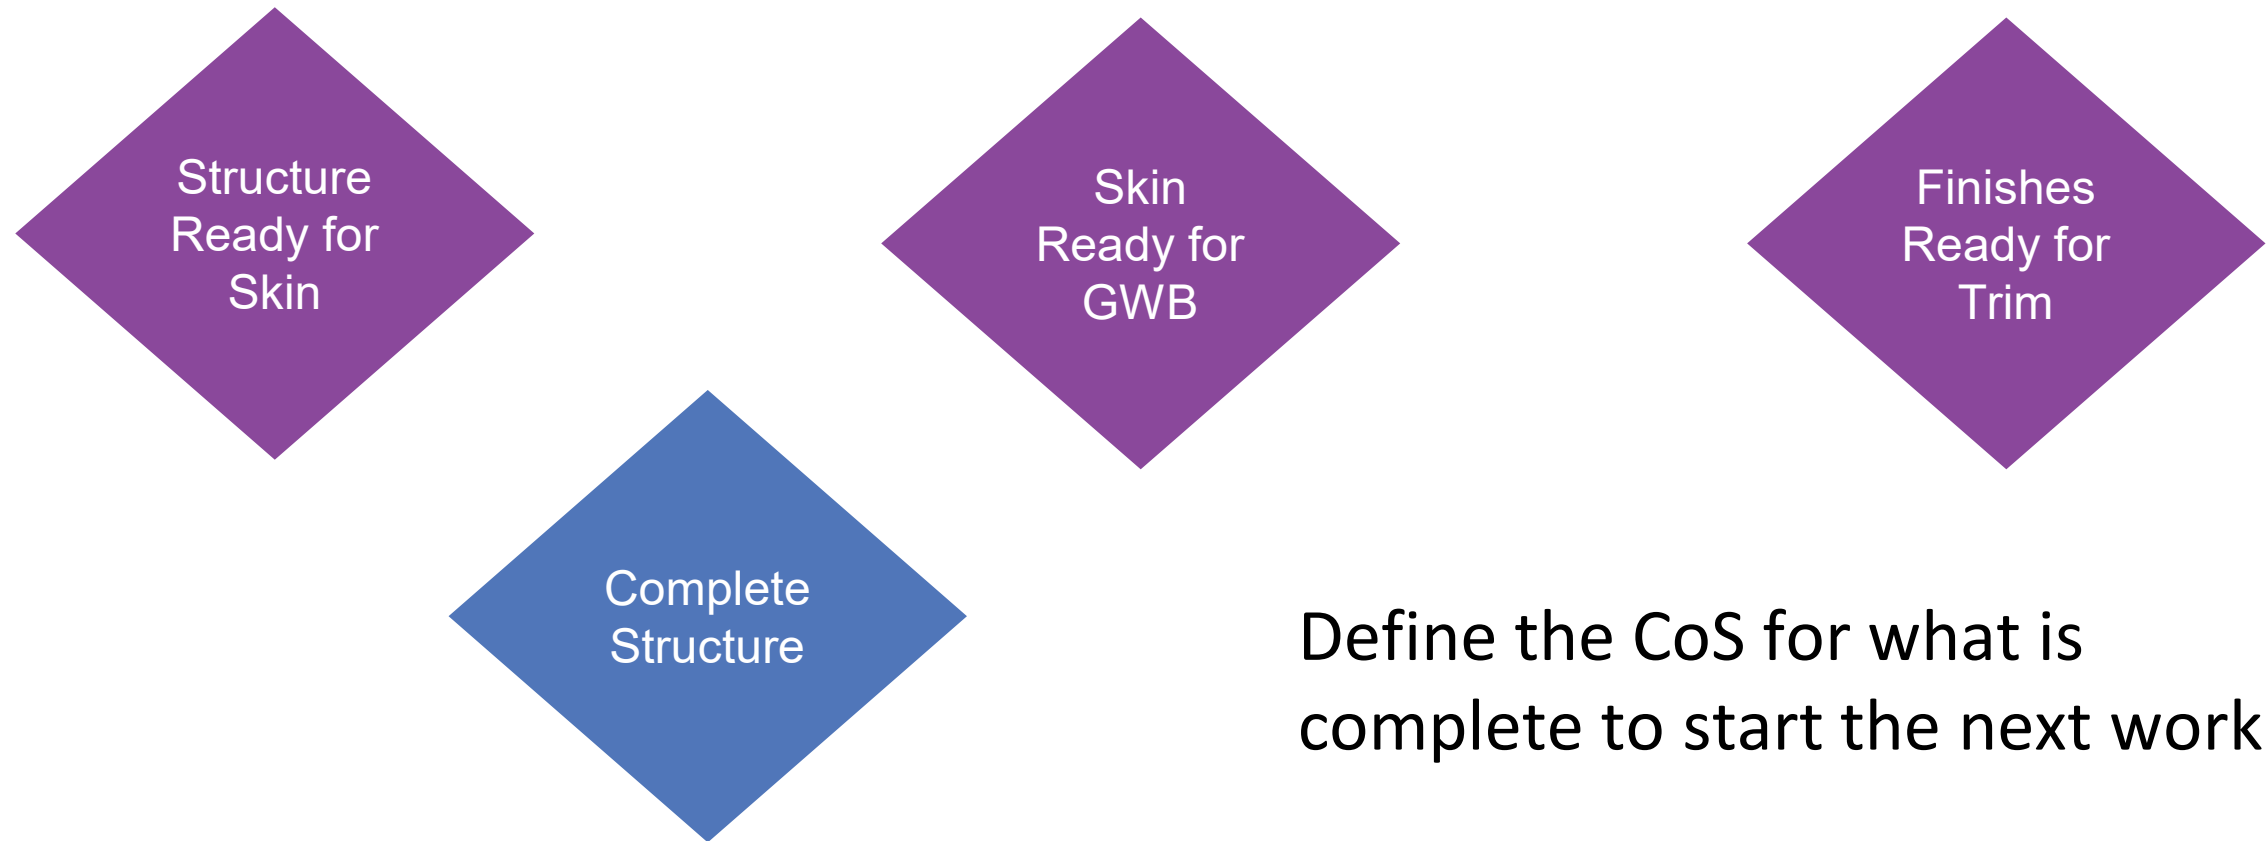 Structure
Ready for
Skin
Skin
Ready for
GWB
Finishes
Ready for
Trim
Complete
Structure
Define the CoS for what is
complete to start the next work